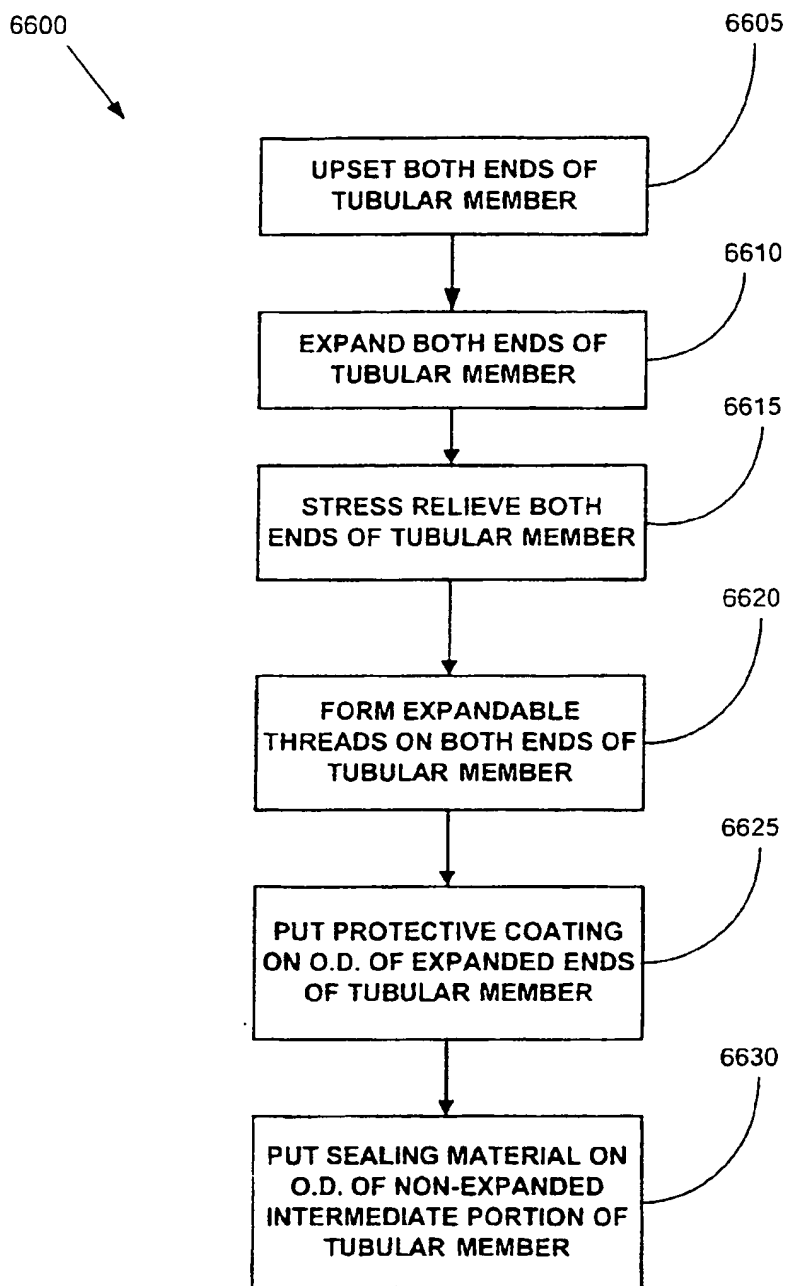 6600
6605
UPSET BOTH ENDS OF
TUBULAR MEMBER
6610
EXPAND BOTH ENDS OF
TUBULAR MEMBER
6615
STRESS RELIEVE BOTH
ENDS OF TUBULAR MEMBER
6620
FORM EXPANDABLE
THREADS ON BOTH ENDS OF
TUBULAR MEMBER
6625
PUT PROTECTIVE COATING
ON O.D. OF EXPANDED ENDS
OF TUBULAR MEMBER
6630
PUT SEALING MATERIAL ON
O.D. OF NON-EXPANDED
INTERMEDIATE PORTION OF
TUBULAR MEMBER